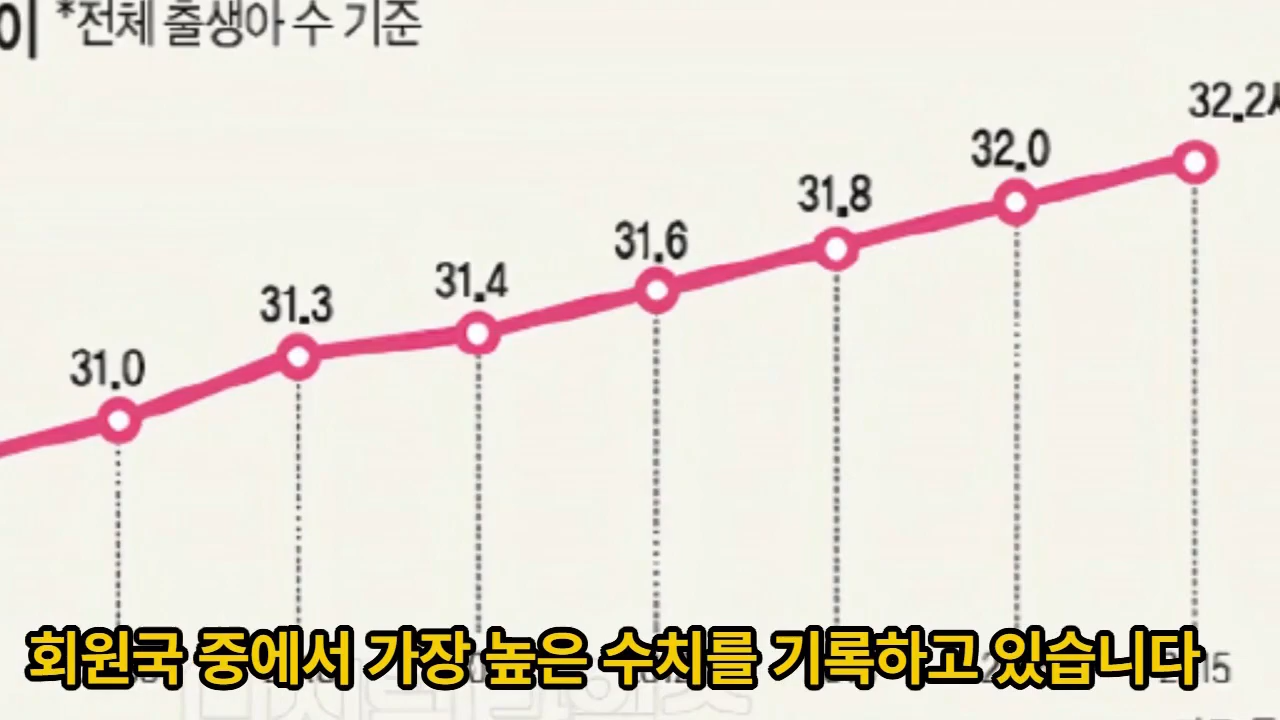 이 *전체 출생아 수 기준
32.2세
32.0
31.8
31.6
31.4
31.3
31.0
회원국 중에서 가장 높은 수치를 기록하고 있습니다